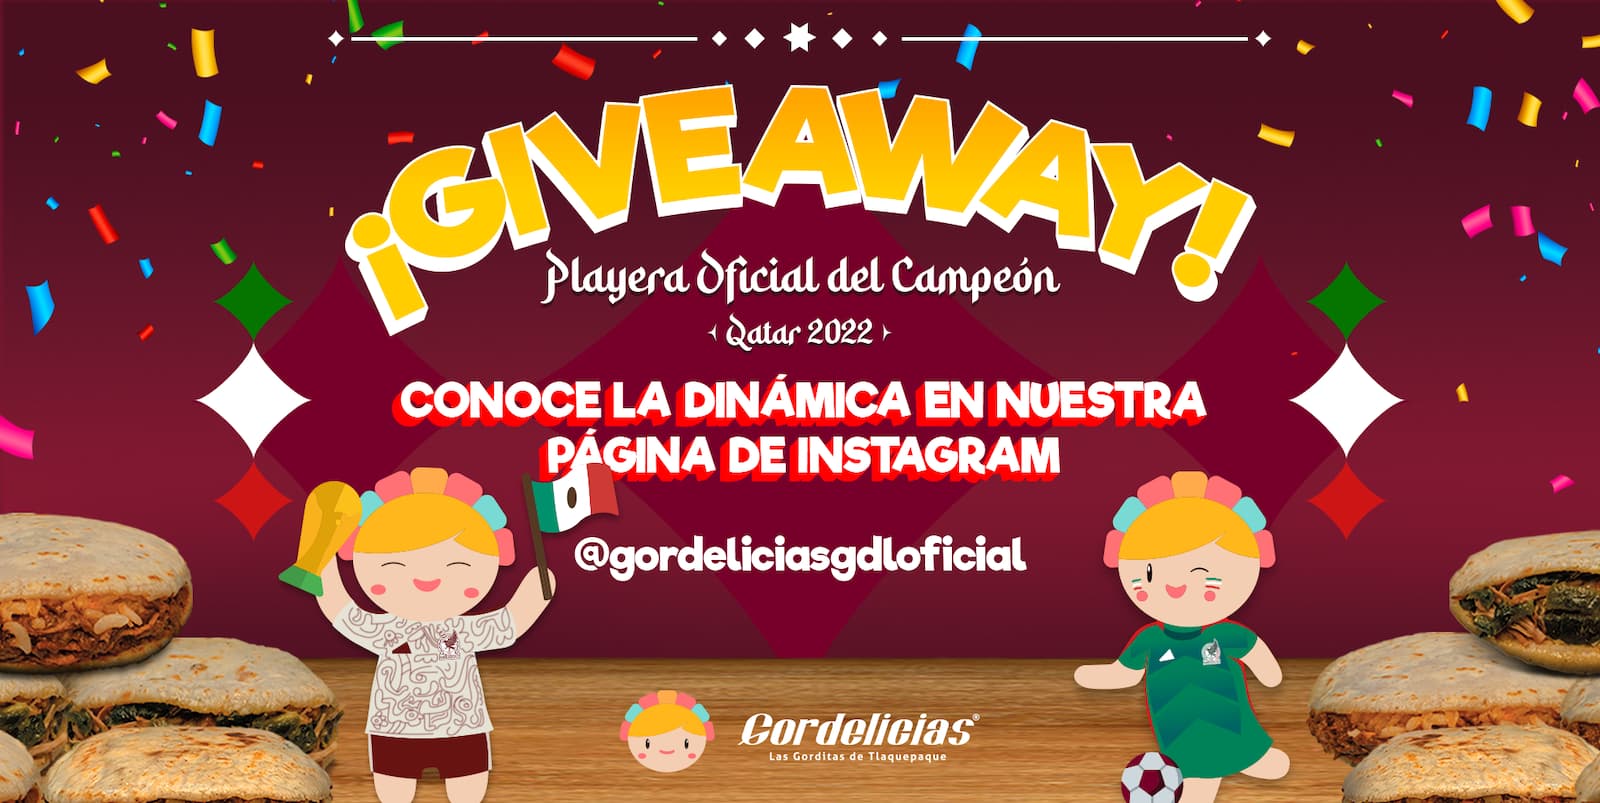 ¡GIVEAWAY!
Playera Oficial del Campeón
Qatar 2022
CONOCE LA DINÁMICA EN NUESTRA
PÁGINA DE INSTAGRAM
@gordeliciasgdloficial
Gordelicias®
Las Gorditas de Tlaquepaque